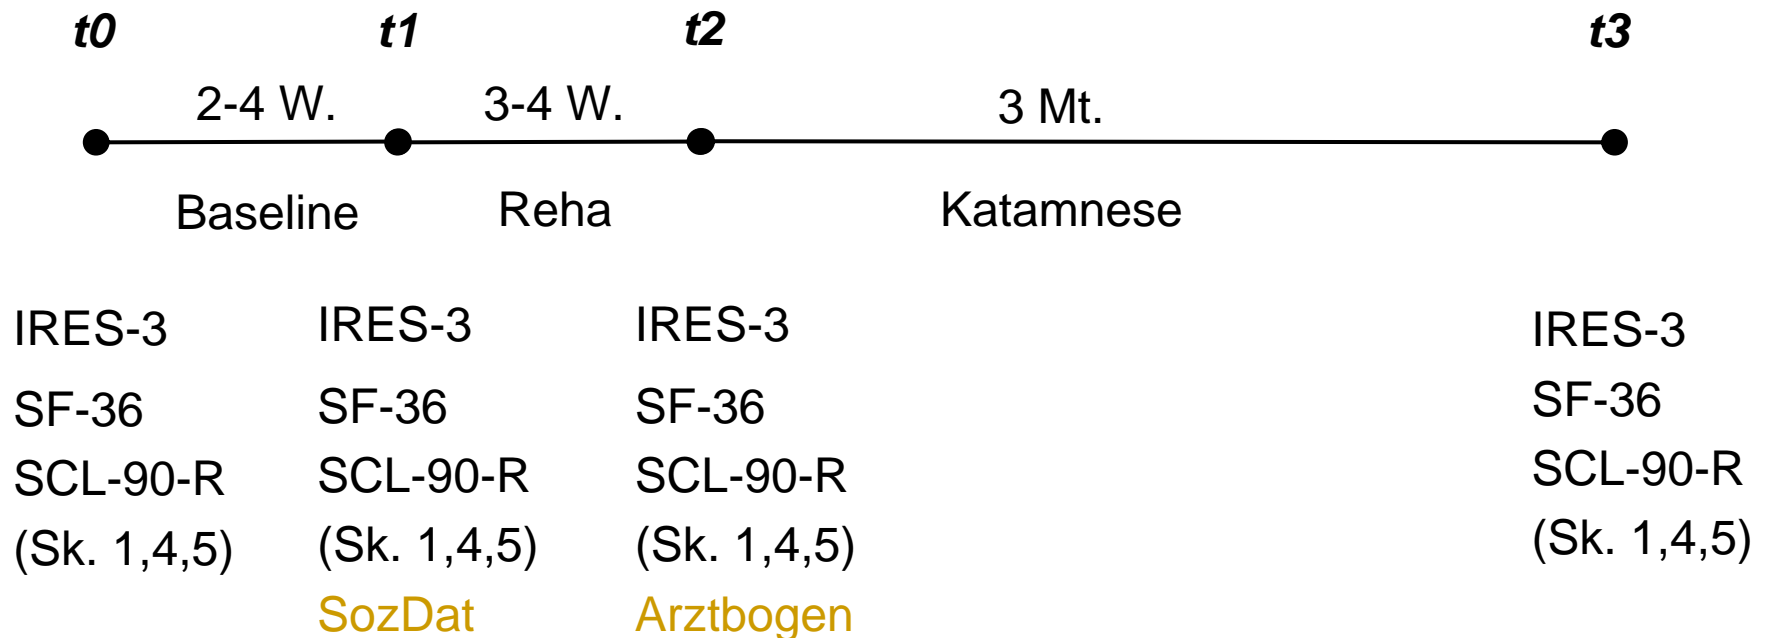 t0 t1 t2 t3
2-4 W. 3-4 W. 3 Mt.
Baseline Reha Katamnese
IRES-3 IRES-3 IRES-3 IRES-3
SF-36 SF-36 SF-36 SF-36
SCL-90-R SCL-90-R SCL-90-R SCL-90-R
(Sk. 1,4,5) (Sk. 1,4,5) (Sk. 1,4,5) (Sk. 1,4,5)
SozDat Arztbogen